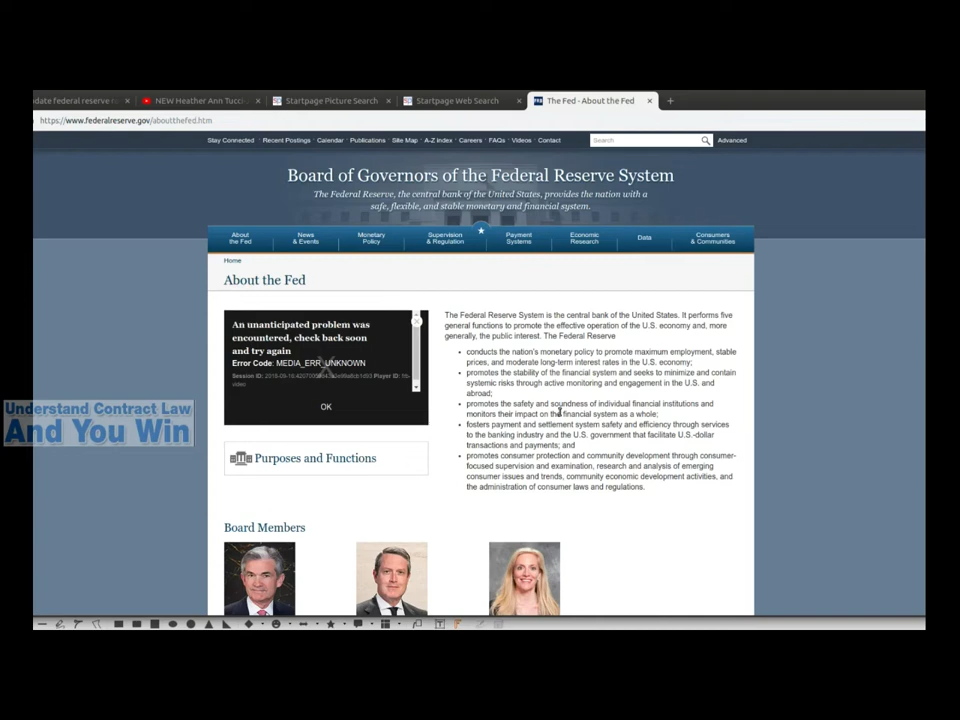 date federal reserve
NEW Heather Ann Tucc
Startpage Picture Search
Startpage Web Search
The Fed - About the Fed
https://www.federalreserve.gov/aboutthefed.htm
Stay Connected Recent Postings Calendar Publications Site Map A-Z index Careers FAQs Videos Contact
Search
Advanced
Board of Governors of the Federal Reserve System
The Federal Reserve, the central bank of the United States, provides the nation with a
safe, flexible, and stable monetary and financial system.
About
the Fed
News
& Events
Monetary
Policy
Supervision
& Regulation
Payment
Systems
Economic
Research
Data
Consumers
& Communities
Home
About the Fed
An unanticipated problem was
encountered, check back soon
and try again
Error Code: MEDIA_ERR_UNKNOWN
OK
Purposes and Functions
The Federal Reserve System is the central bank of the United States. It performs five
general functions to promote the effective operation of the U.S. economy and, more
generally, the public interest. The Federal Reserve
conducts the nation's monetary policy to promote maximum employment, stable
prices, and moderate long-term interest rates in the U.S. economy;
promotes the stability of the financial system and seeks to minimize and contain
systemic risks through active monitoring and engagement in the U.S. and
abroad;
promotes the safety and soundness of individual financial institutions and
monitors their impact on the financial system as a whole;
fosters payment and settlement system safety and efficiency through services
to the banking industry and the U.S. government that facilitate U.S.-dollar
transactions and payments; and
promotes consumer protection and community development through consumer-
focused supervision and examination, research and analysis of emerging
consumer issues and trends, community economic development activities, and
the administration of consumer laws and regulations.
Understand Contract Law
And You Win
Board Members